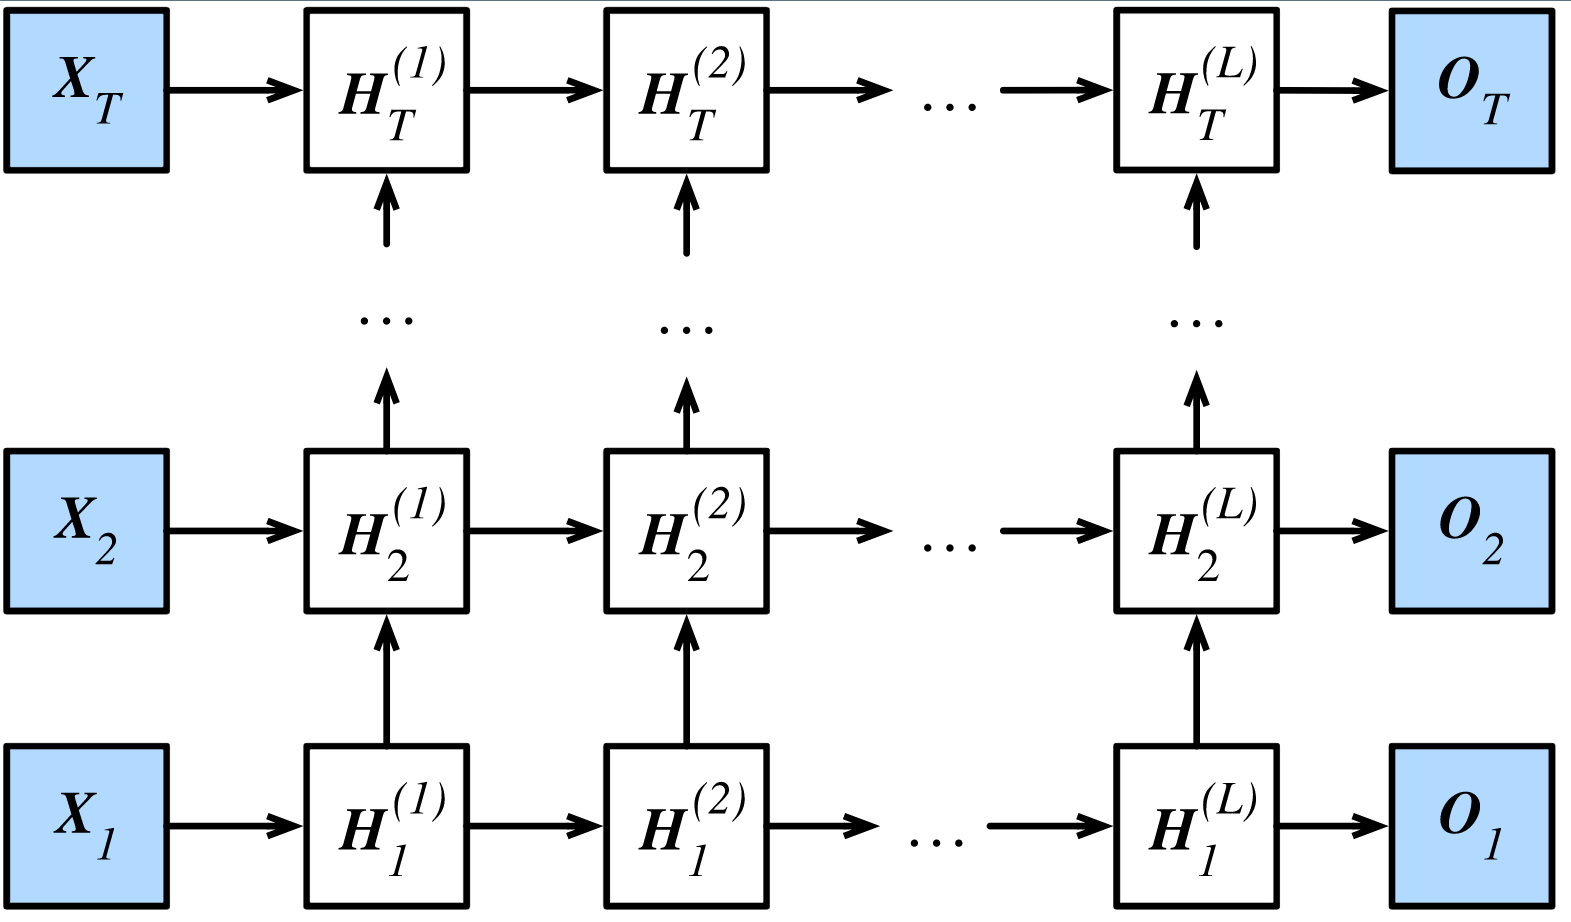 X_T H_T^(1) H_T^(2) ... H_T^(L) O_T
... ... ...
X_2 H_2^(1) H_2^(2) ... H_2^(L) O_2
X_1 H_1^(1) H_1^(2) ... H_1^(L) O_1